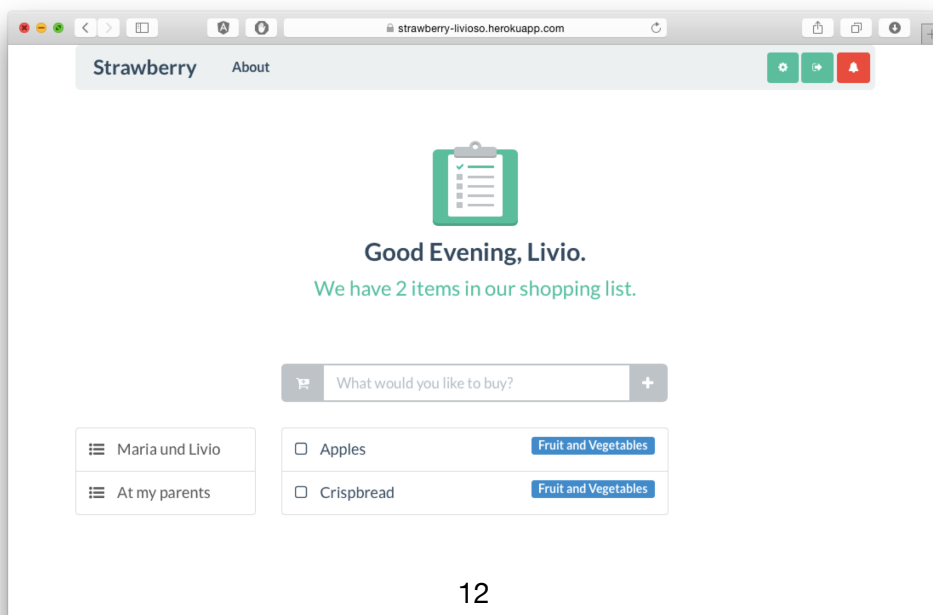 strawberry-livioso.herokuapp.com
Strawberry About
Good Evening, Livio.
We have 2 items in our shopping list.
What would you like to buy?
Maria und Livio
At my parents
Apples Fruit and Vegetables
Crispbread Fruit and Vegetables
12